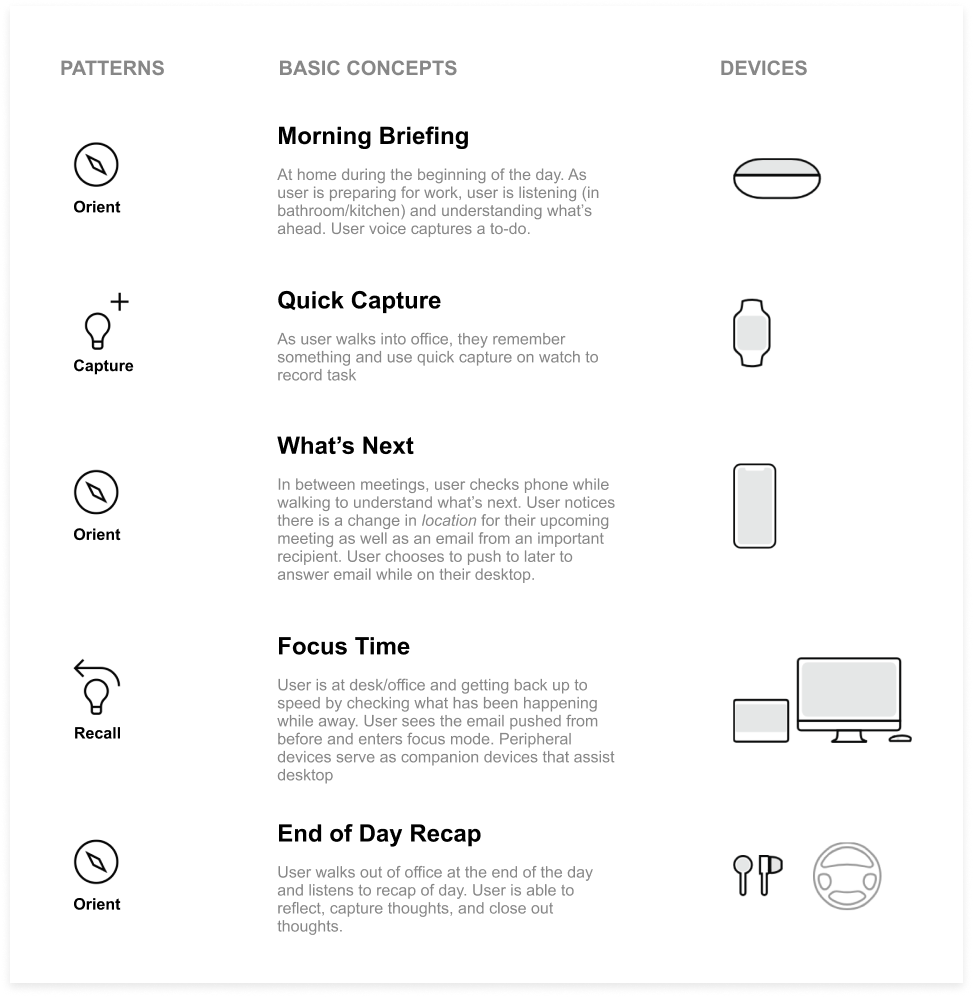 PATTERNS BASIC CONCEPTS DEVICES
Morning Briefing
At home during the beginning of the day. As
user is preparing for work, user is listening (in
bathroom/kitchen) and understanding what’s
ahead. User voice captures a to-do.
Orient
Quick Capture
As user walks into office, they remember
something and use quick capture on watch to
record task
Capture
What’s Next
In between meetings, user checks phone while
walking to understand what’s next. User notices
there is a change in location for their upcoming
meeting as well as an email from an important
recipient. User chooses to push to later to
answer email while on their desktop.
Orient
Focus Time
User is at desk/office and getting back up to
speed by checking what has been happening
while away. User sees the email pushed from
before and enters focus mode. Peripheral
devices serve as companion devices that assist
desktop
Recall
End of Day Recap
User walks out of office at the end of the day
and listens to recap of day. User is able to
reflect, capture thoughts, and close out
thoughts.
Orient